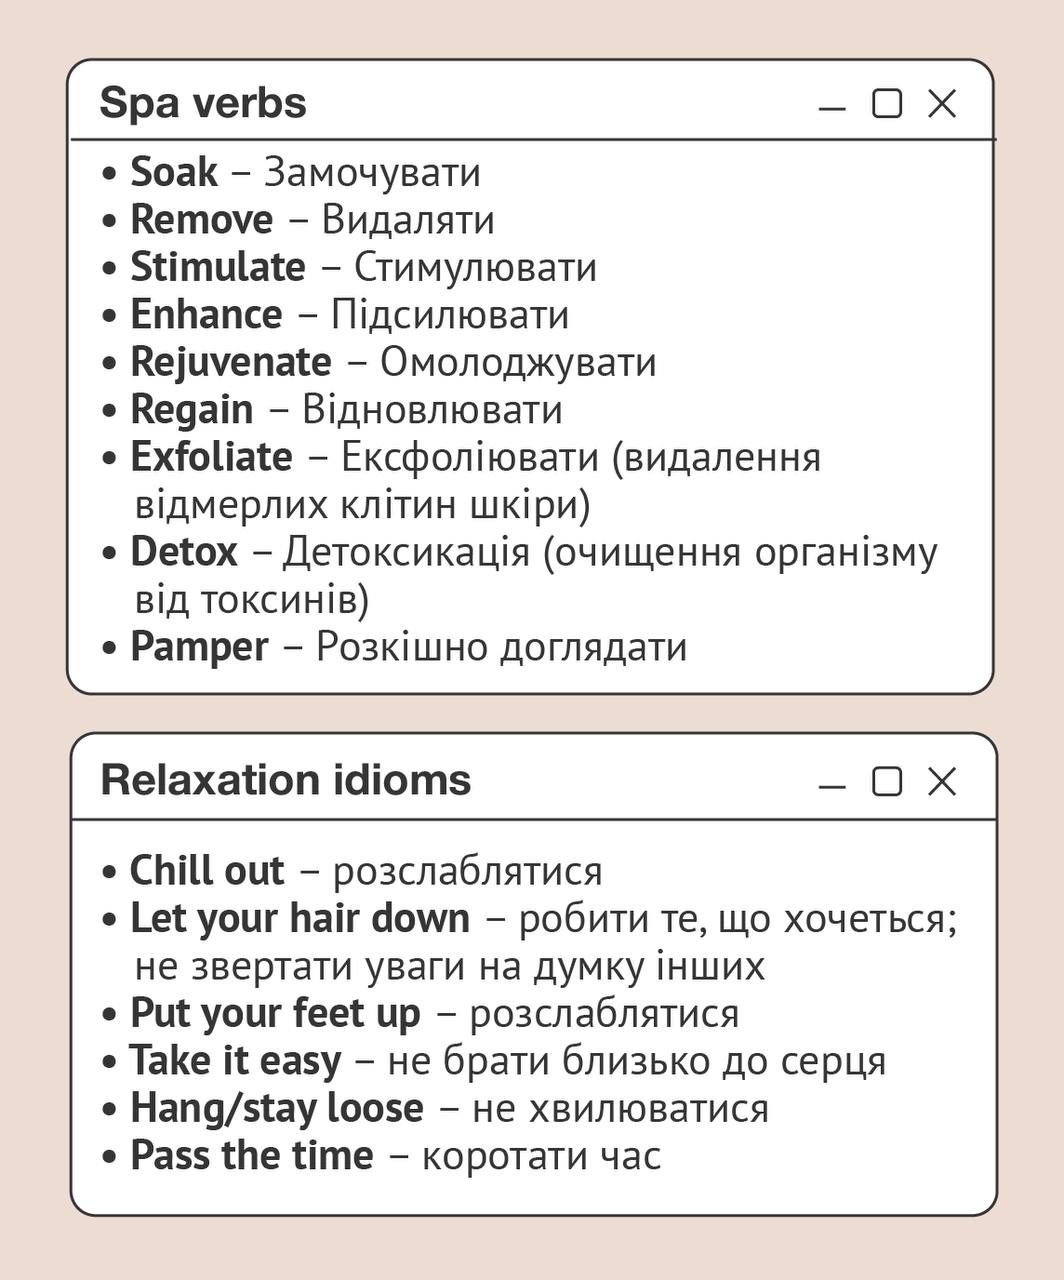 Spa verbs
• Soak – Замочувати
• Remove – Видаляти
• Stimulate – Стимулювати
• Enhance – Підсилювати
• Rejuvenate – Омолоджувати
• Regain – Відновлювати
• Exfoliate – Ексфоліювати (видалення
відмерлих клітин шкіри)
• Detox – Детоксикація (очищення організму
від токсинів)
• Pamper – Розкішно доглядати
Relaxation idioms
• Chill out – розслаблятися
• Let your hair down – робити те, що хочеться;
не звертати уваги на думку інших
• Put your feet up – розслаблятися
• Take it easy – не брати близько до серця
• Hang/stay loose – не хвилюватися
• Pass the time – коротати час